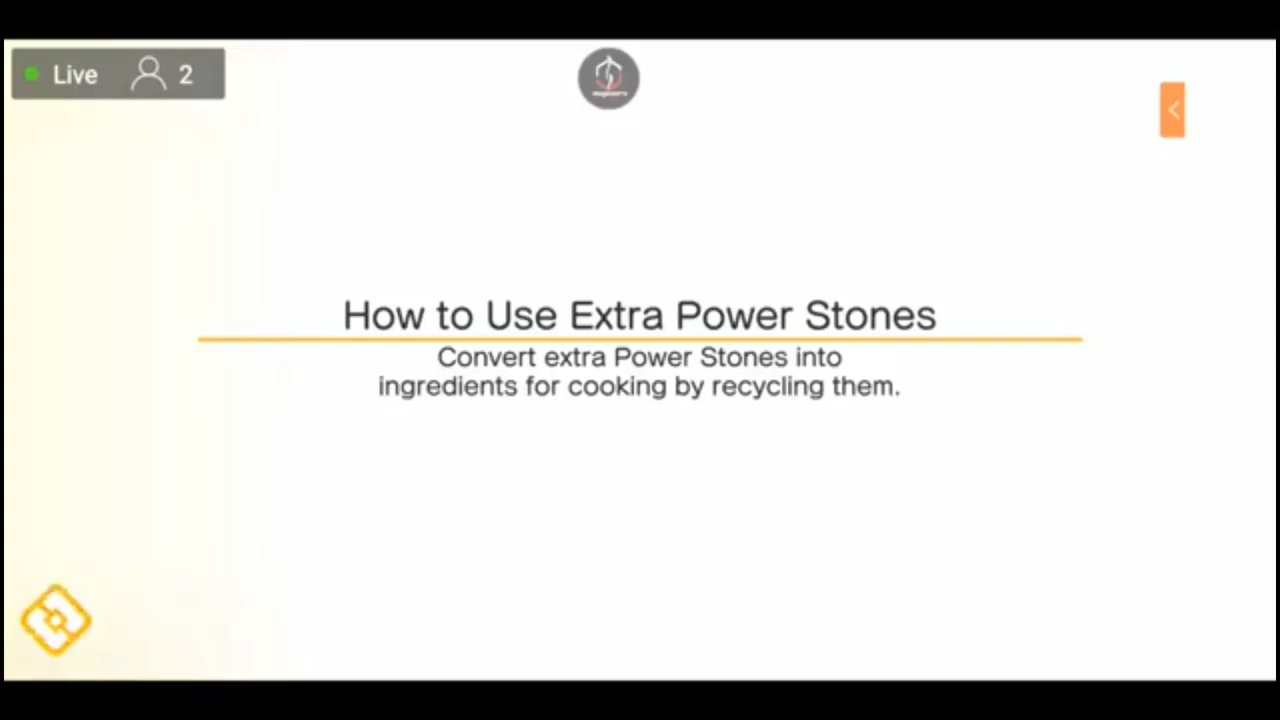 Live 2
How to Use Extra Power Stones
Convert extra Power Stones into
ingredients for cooking by recycling them.